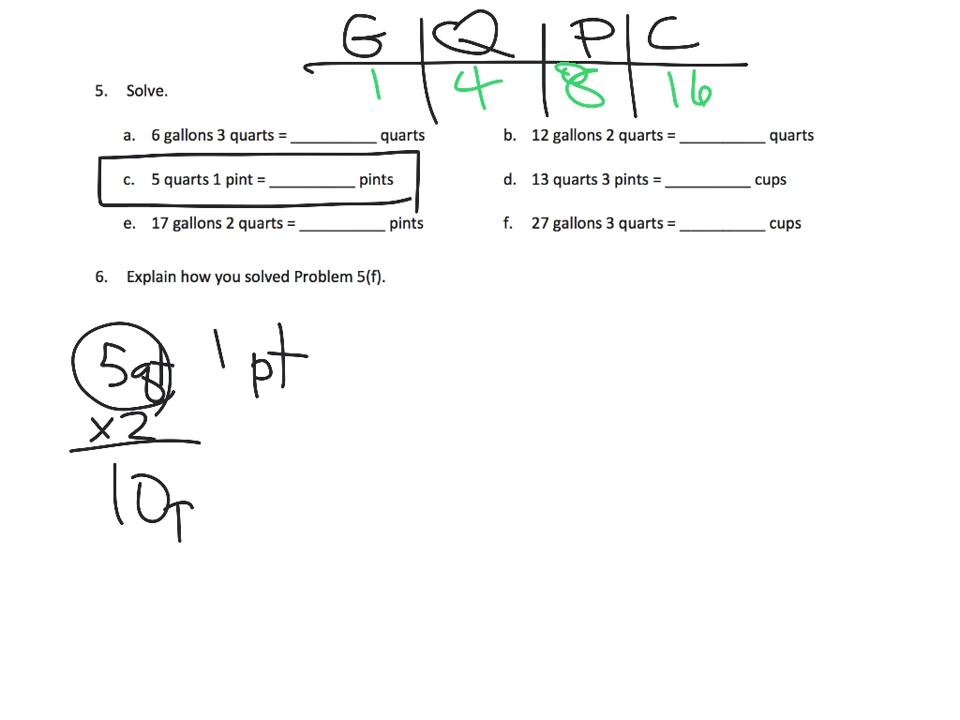 G Q P C
1 4 8 16
5. Solve.
a. 6 gallons 3 quarts = __________ quarts b. 12 gallons 2 quarts = __________ quarts
c. 5 quarts 1 pint = __________ pints d. 13 quarts 3 pints = __________ cups
e. 17 gallons 2 quarts = __________ pints f. 27 gallons 3 quarts = __________ cups
6. Explain how you solved Problem 5(f).
5qt 1 pt
x2
10p